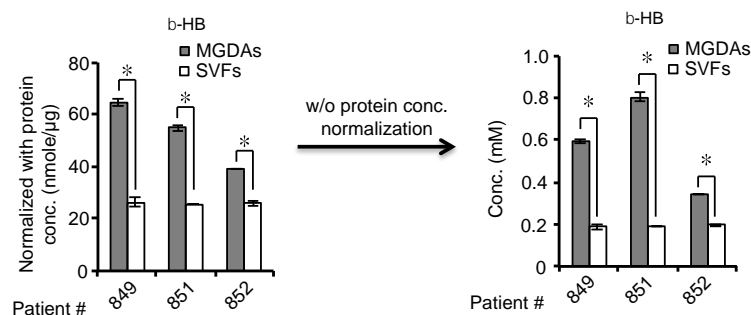 b-HB
MGDAs
SVFs
Normalized with protein
conc. (nmole/µg)
80
60
40
20
0
*
*
*
Patient #
849
851
852
w/o protein conc.
normalization
b-HB
MGDAs
SVFs
Conc. (mM)
1.0
0.8
0.6
0.4
0.2
0
*
*
*
Patient #
849
851
852